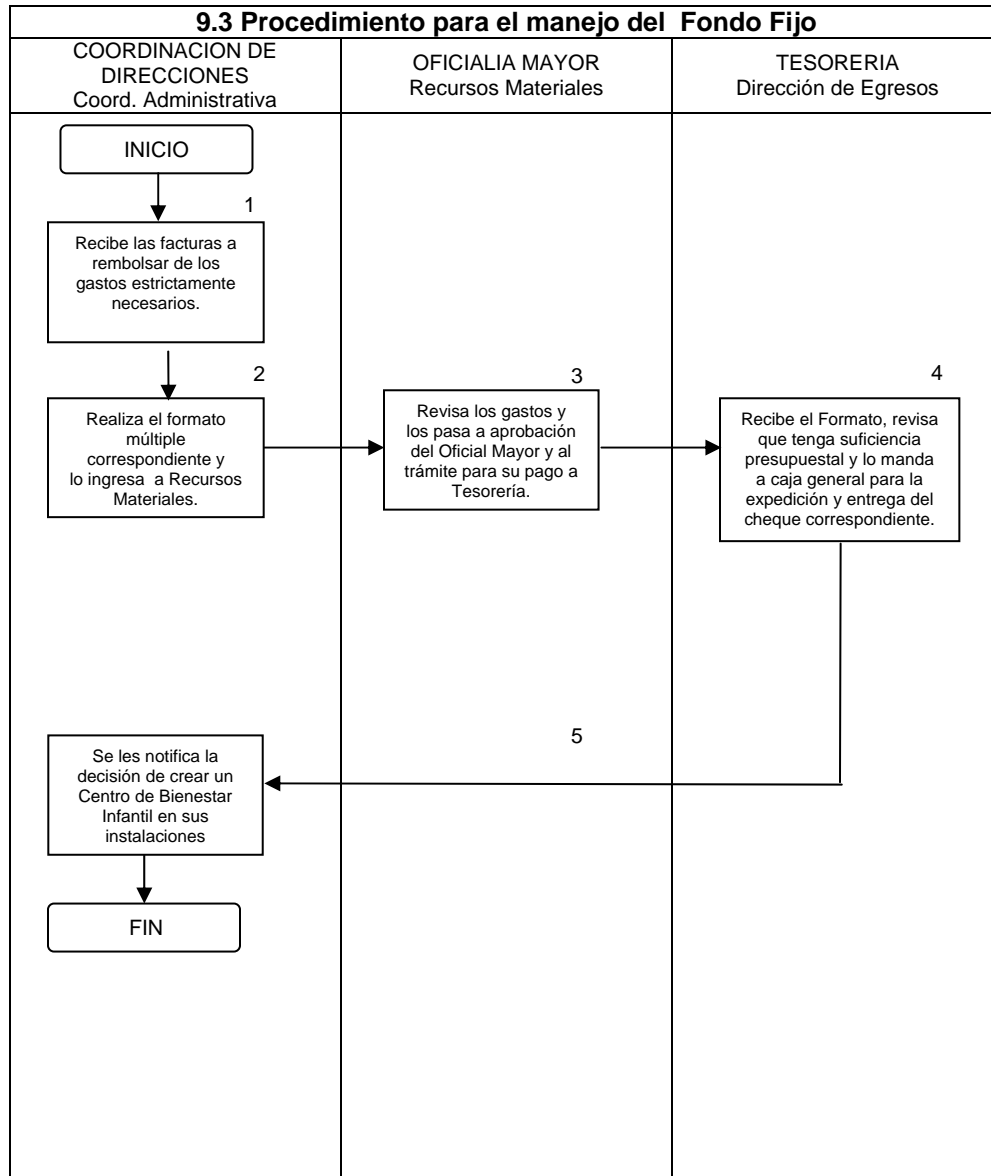 9.3 Procedimiento para el manejo del Fondo Fijo
COORDINACION DE
DIRECCIONES
Coord. Administrativa
OFICIALIA MAYOR
Recursos Materiales
TESORERIA
Dirección de Egresos
INICIO
1
Recibe las facturas a
rembolsar de los
gastos estrictamente
necesarios.
2
Realiza el formato
múltiple
correspondiente y
lo ingresa a Recursos
Materiales.
3
Revisa los gastos y
los pasa a aprobación
del Oficial Mayor y al
trámite para su pago a
Tesorería.
4
Recibe el Formato, revisa
que tenga suficiencia
presupuestal y lo manda
a caja general para la
expedición y entrega del
cheque correspondiente.
5
Se les notifica la
decisión de crear un
Centro de Bienestar
Infantil en sus
instalaciones
FIN